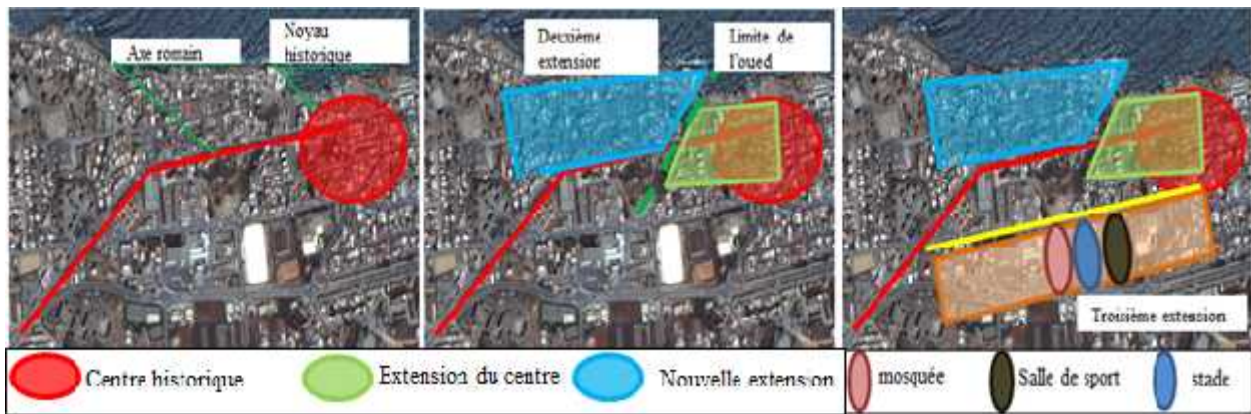 Axe romain
Noyau
historique
Deuxième
extension
Limite de
l'oued
Troisième extension
Centre historique
Extension du centre
Nouvelle extension
mosquée
Salle de sport
stade